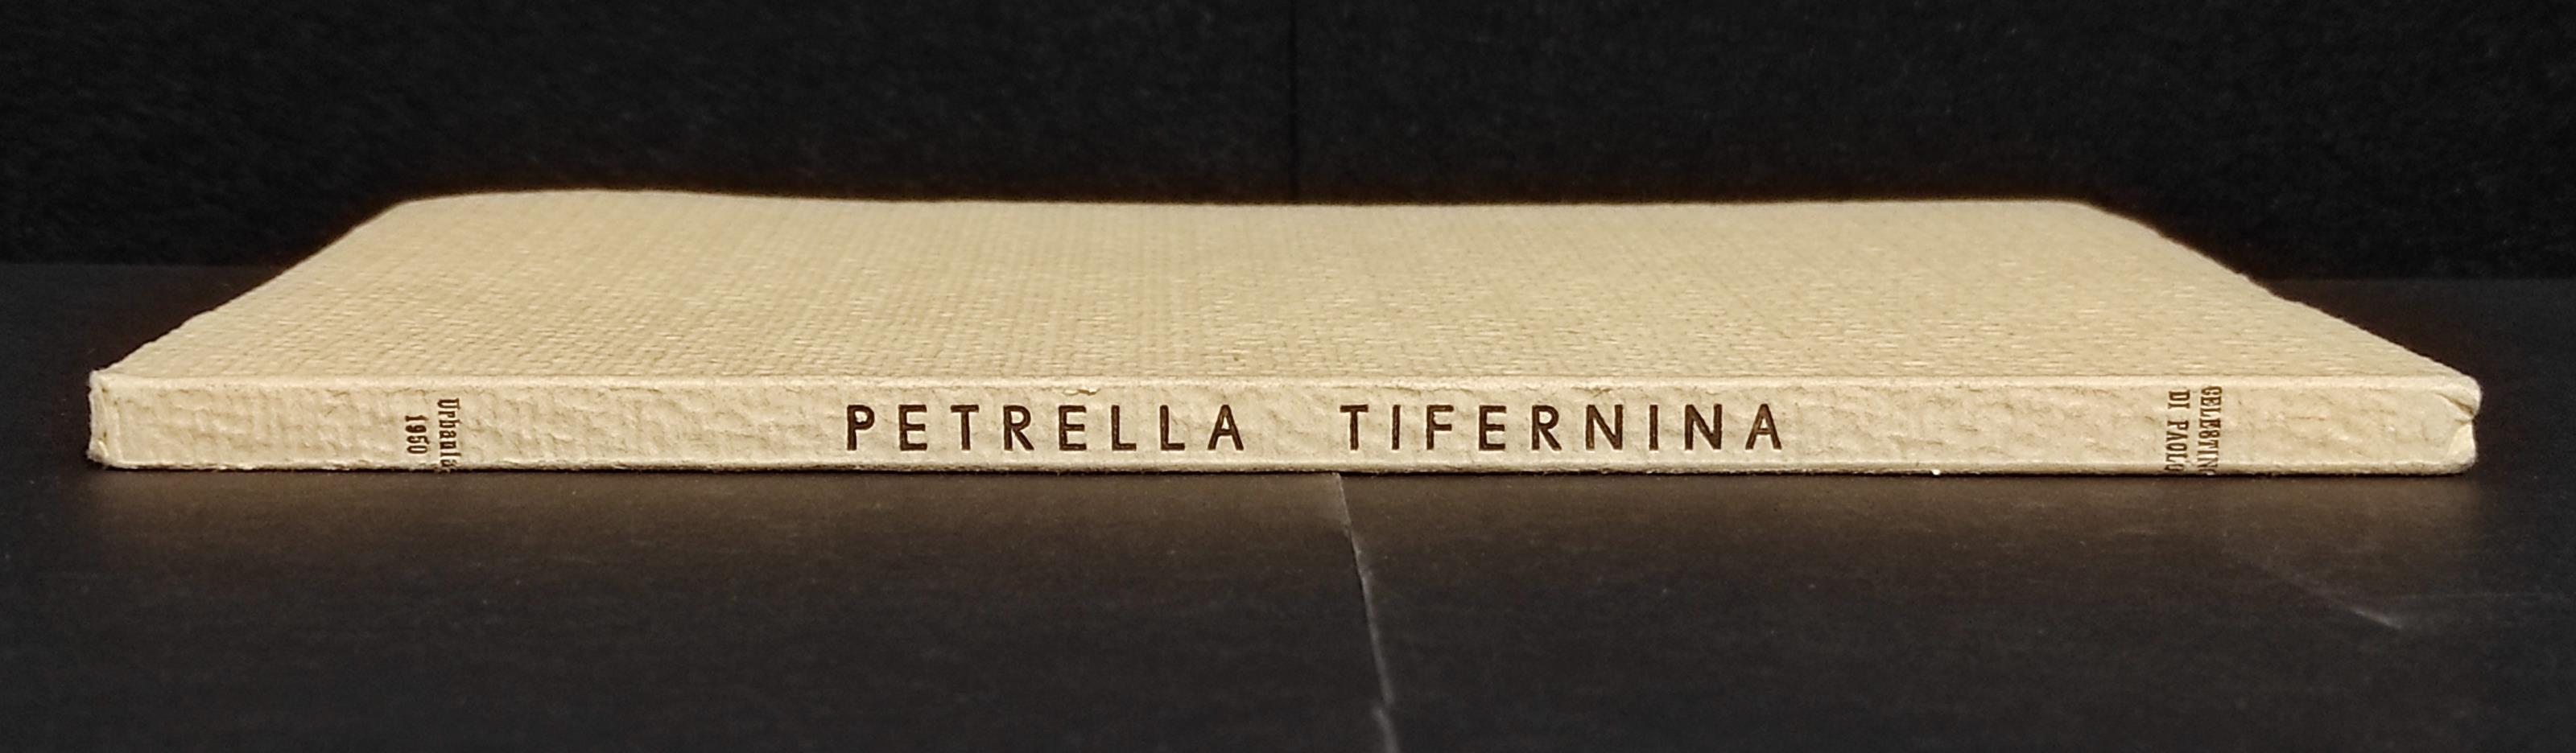 CELESTINO
DI PAOLO
PETRELLA TIFERNINA
Urbania
1950